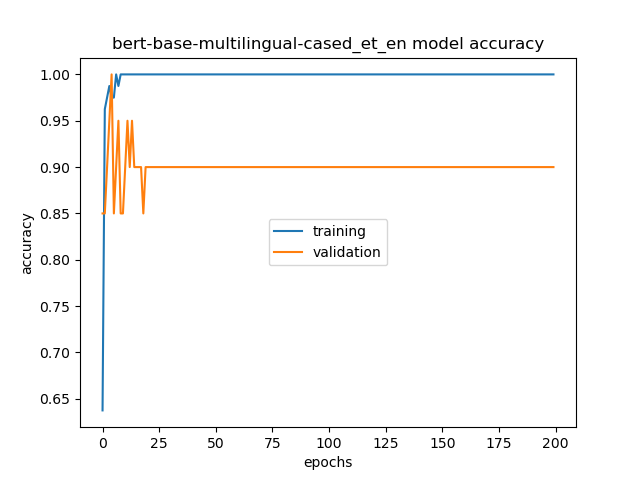 bert-base-multilingual-cased_et_en model accuracy
1.00
0.95
0.90
0.85
0.80
0.75
0.70
0.65
accuracy
training
validation
0 25 50 75 100 125 150 175 200
epochs